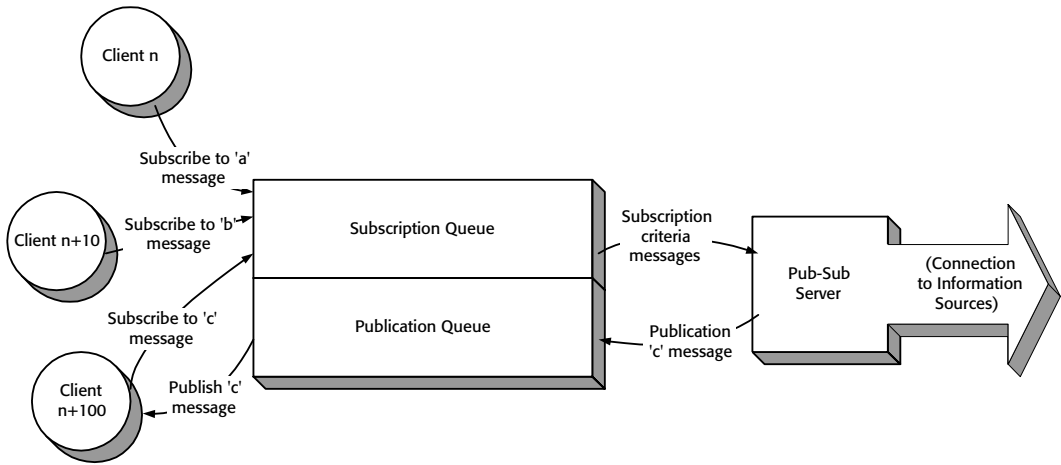 Client n
Subscribe to 'a'
message
Client n+10
Subscribe to 'b'
message
Subscribe to 'c'
message
Client
n+100
Publish 'c'
message
Subscription Queue
Publication Queue
Subscription
criteria
messages
Publication
'c' message
Pub-Sub
Server
(Connection
to Information
Sources)